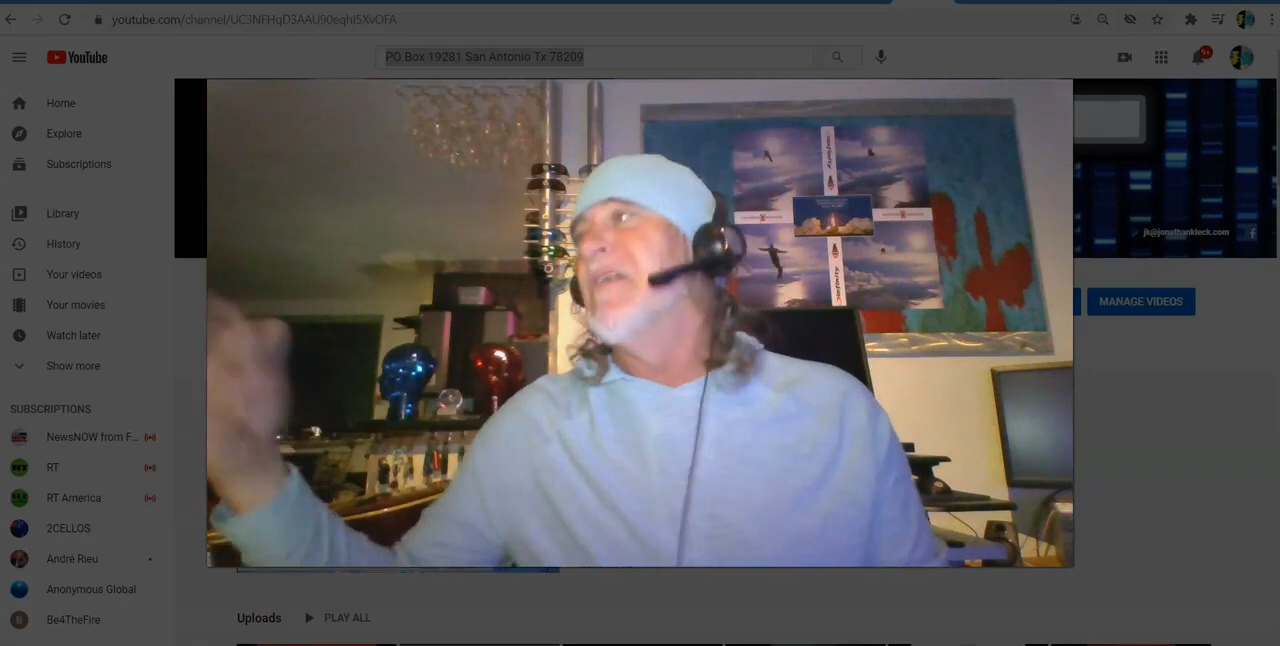 youtube.com/channel/UC3NFHqD3AAU90eqhI5XvOFA
YouTube
PO Box 19281 San Antonio Tx 78209
9+
Home
Explore
Subscriptions
Library
History
Your videos
Your movies
Watch later
Show more
SUBSCRIPTIONS
NewsNOW from F...
RT
RT America
2CELLOS
André Rieu
Anonymous Global
B Be4TheFire
jk@jonathankleck.com
MANAGE VIDEOS
Uploads PLAY ALL